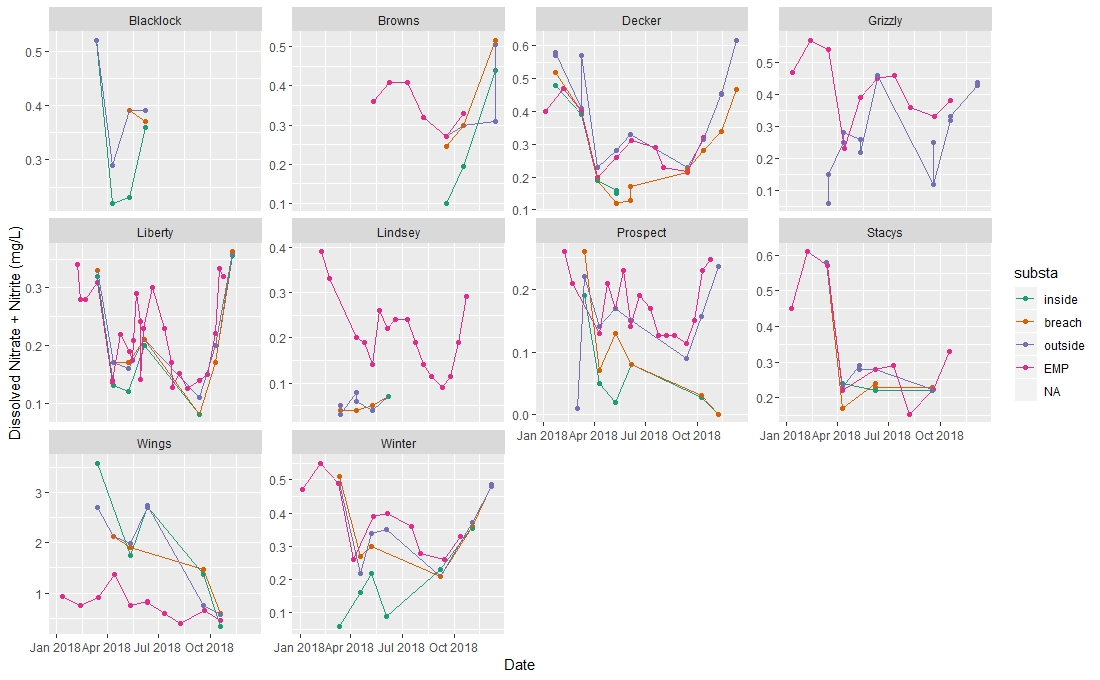 Blacklock Browns Decker Grizzly
0.5 0.4 0.3
0.5 0.4 0.3 0.2 0.1
0.6 0.5 0.4 0.3 0.2 0.1
0.5 0.4 0.3 0.2 0.1
Dissolved Nitrate + Nitrite (mg/L)
Liberty Lindsey Prospect Stacys
0.3 0.2 0.1
0.4 0.3 0.2 0.1
0.2 0.1 0.0
0.6 0.5 0.4 0.3 0.2
Jan 2018 Apr 2018 Jul 2018 Oct 2018
Jan 2018 Apr 2018 Jul 2018 Oct 2018
substa
inside
breach
outside
EMP
NA
Wings Winter
3 2 1
0.5 0.4 0.3 0.2 0.1
Jan 2018 Apr 2018 Jul 2018 Oct 2018
Jan 2018 Apr 2018 Jul 2018 Oct 2018
Date